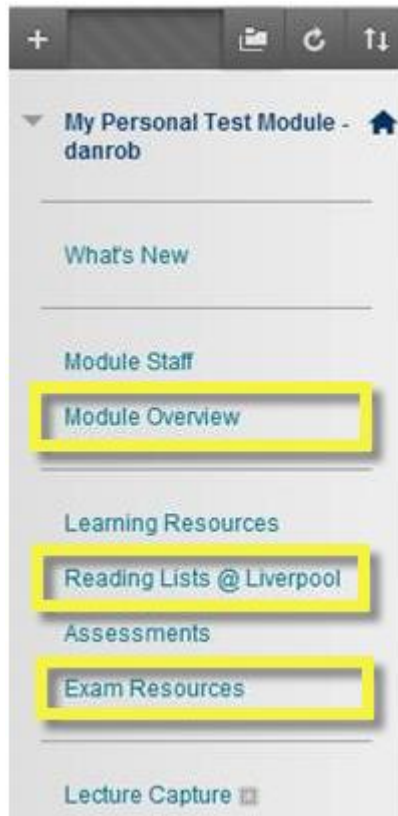 My Personal Test Module -
danrob
What's New
Module Staff
Module Overview
Learning Resources
Reading Lists @ Liverpool
Assessments
Exam Resources
Lecture Capture